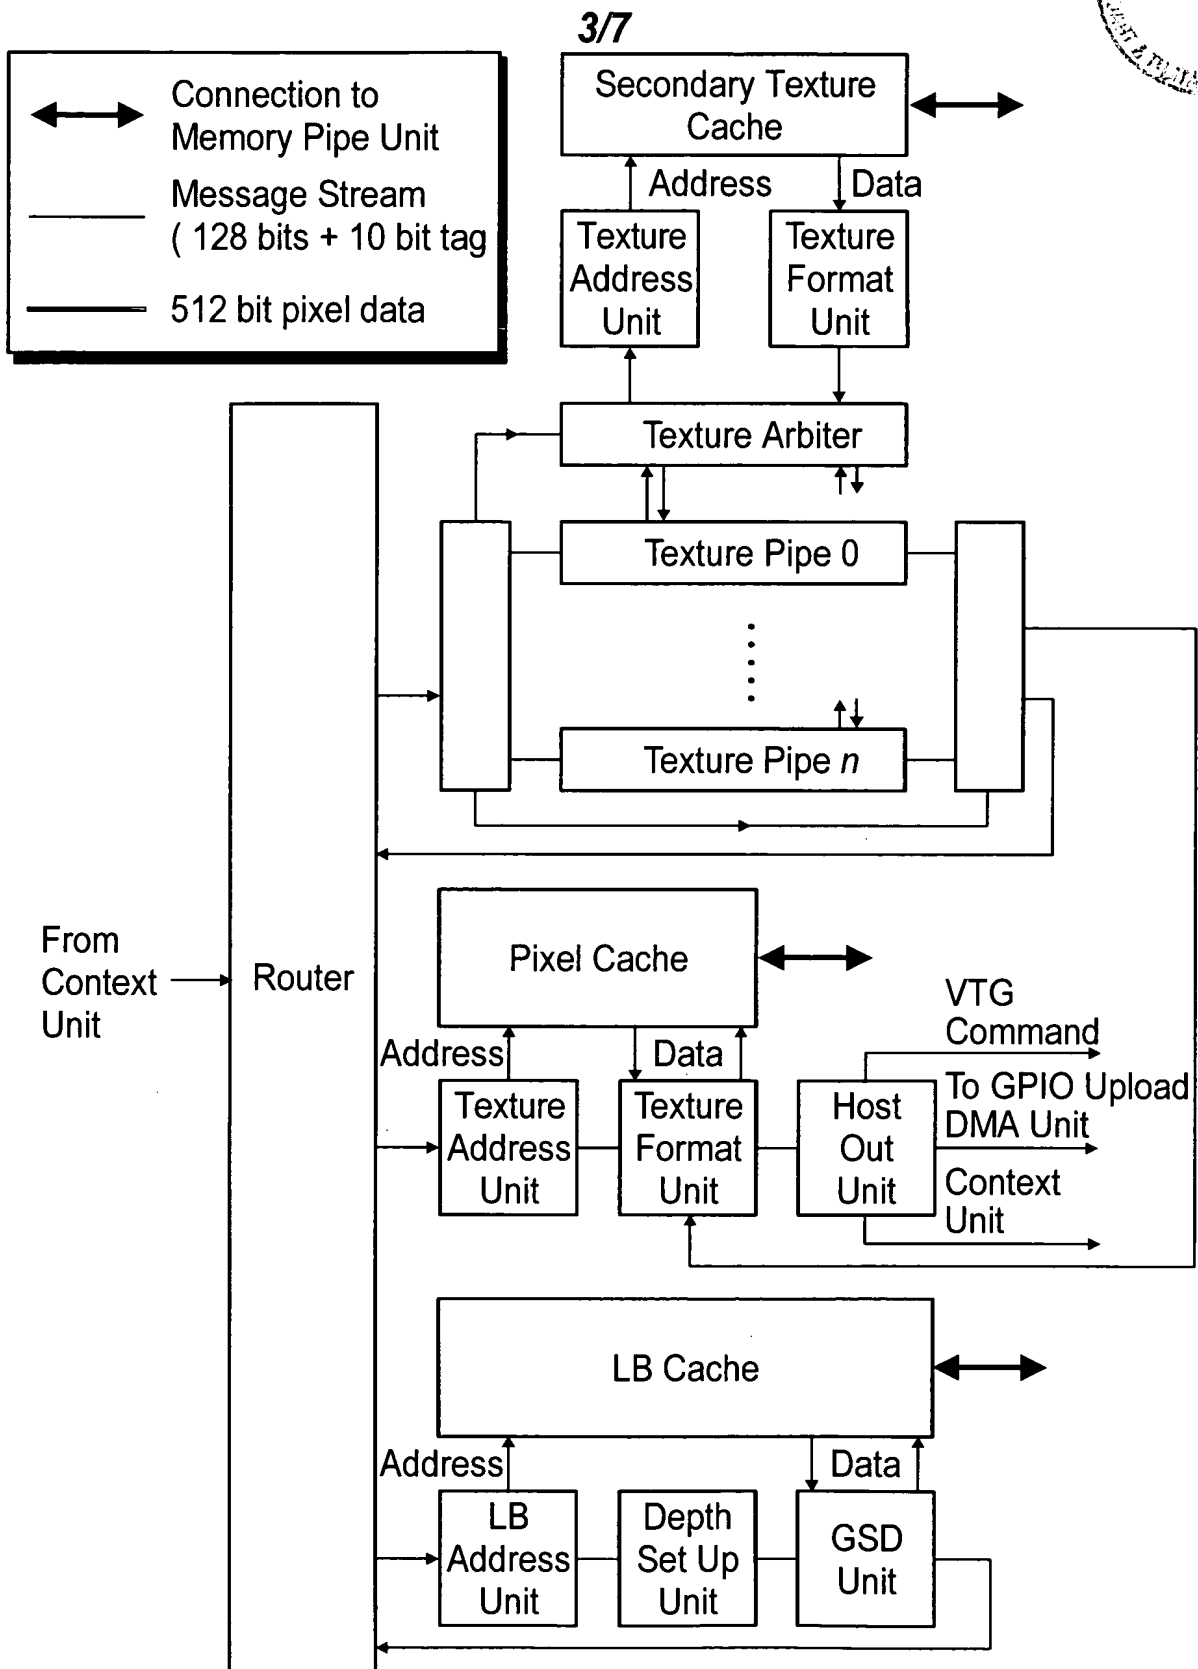 3/7
Connection to
Memory Pipe Unit
Message Stream
( 128 bits + 10 bit tag
512 bit pixel data
Secondary Texture
Cache
Address
Data
Texture
Address
Unit
Texture
Format
Unit
Texture Arbiter
Texture Pipe 0
Texture Pipe n
From
Context
Unit
Router
Pixel Cache
Address
Data
Texture
Address
Unit
Texture
Format
Unit
Host
Out
Unit
VTG
Command
To GPIO Upload
DMA Unit
Context
Unit
LB Cache
Address
Data
LB
Address
Unit
Depth
Set Up
Unit
GSD
Unit